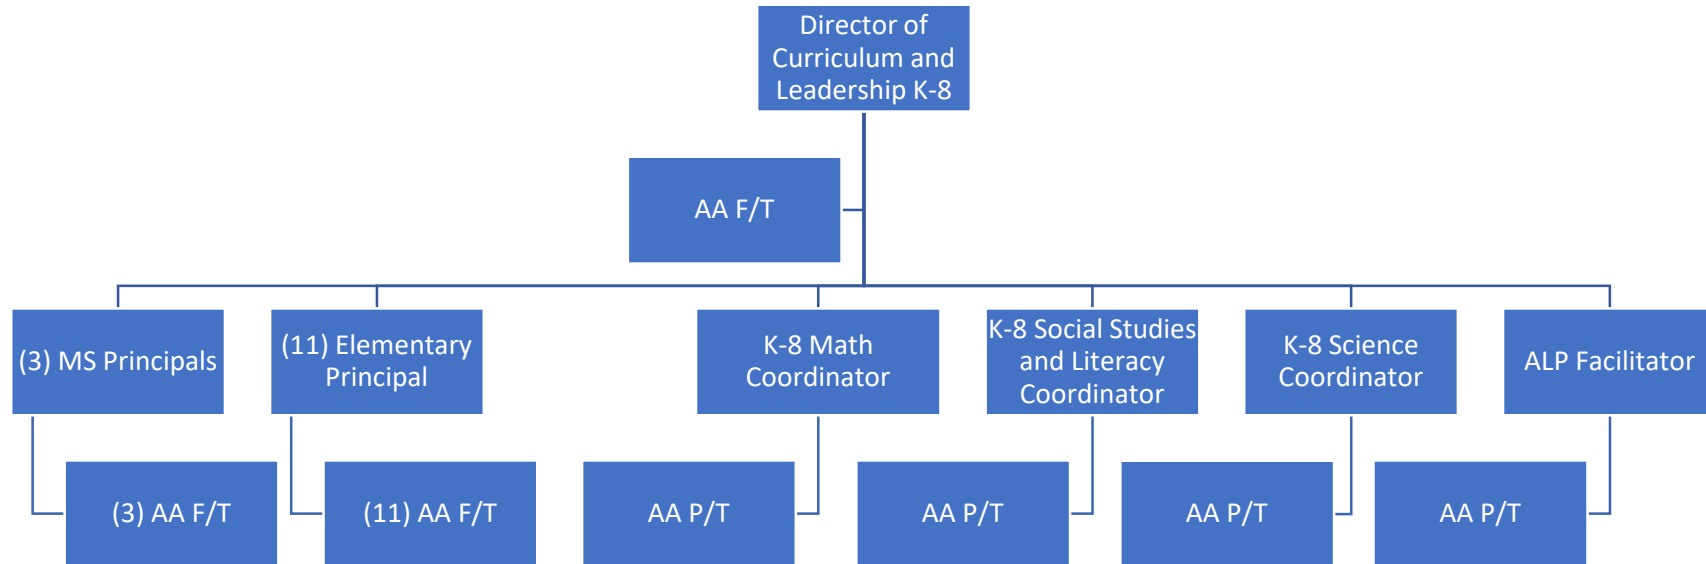 Director of
Curriculum and
Leadership K-8
AA F/T
(3) MS Principals
(11) Elementary
Principal
K-8 Math
Coordinator
K-8 Social Studies
and Literacy
Coordinator
K-8 Science
Coordinator
ALP Facilitator
(3) AA F/T
(11) AA F/T
AA P/T
AA P/T
AA P/T
AA P/T